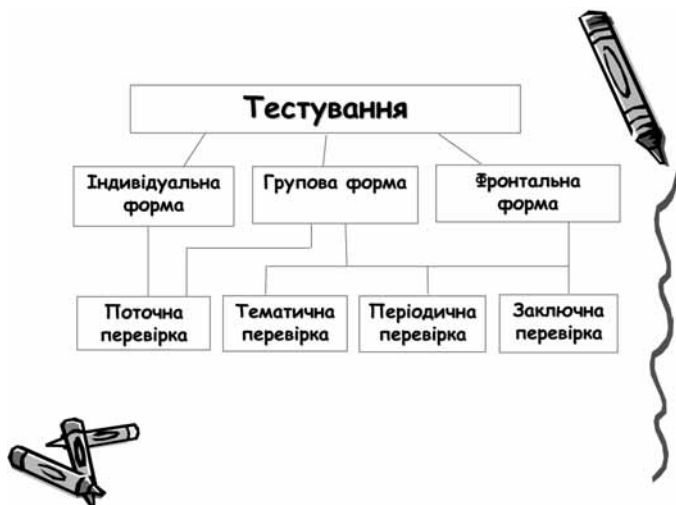 Тестування
Індивідуальна
форма
Групова форма
Фронтальна
форма
Поточна
перевірка
Тематична
перевірка
Періодична
перевірка
Заключна
перевірка